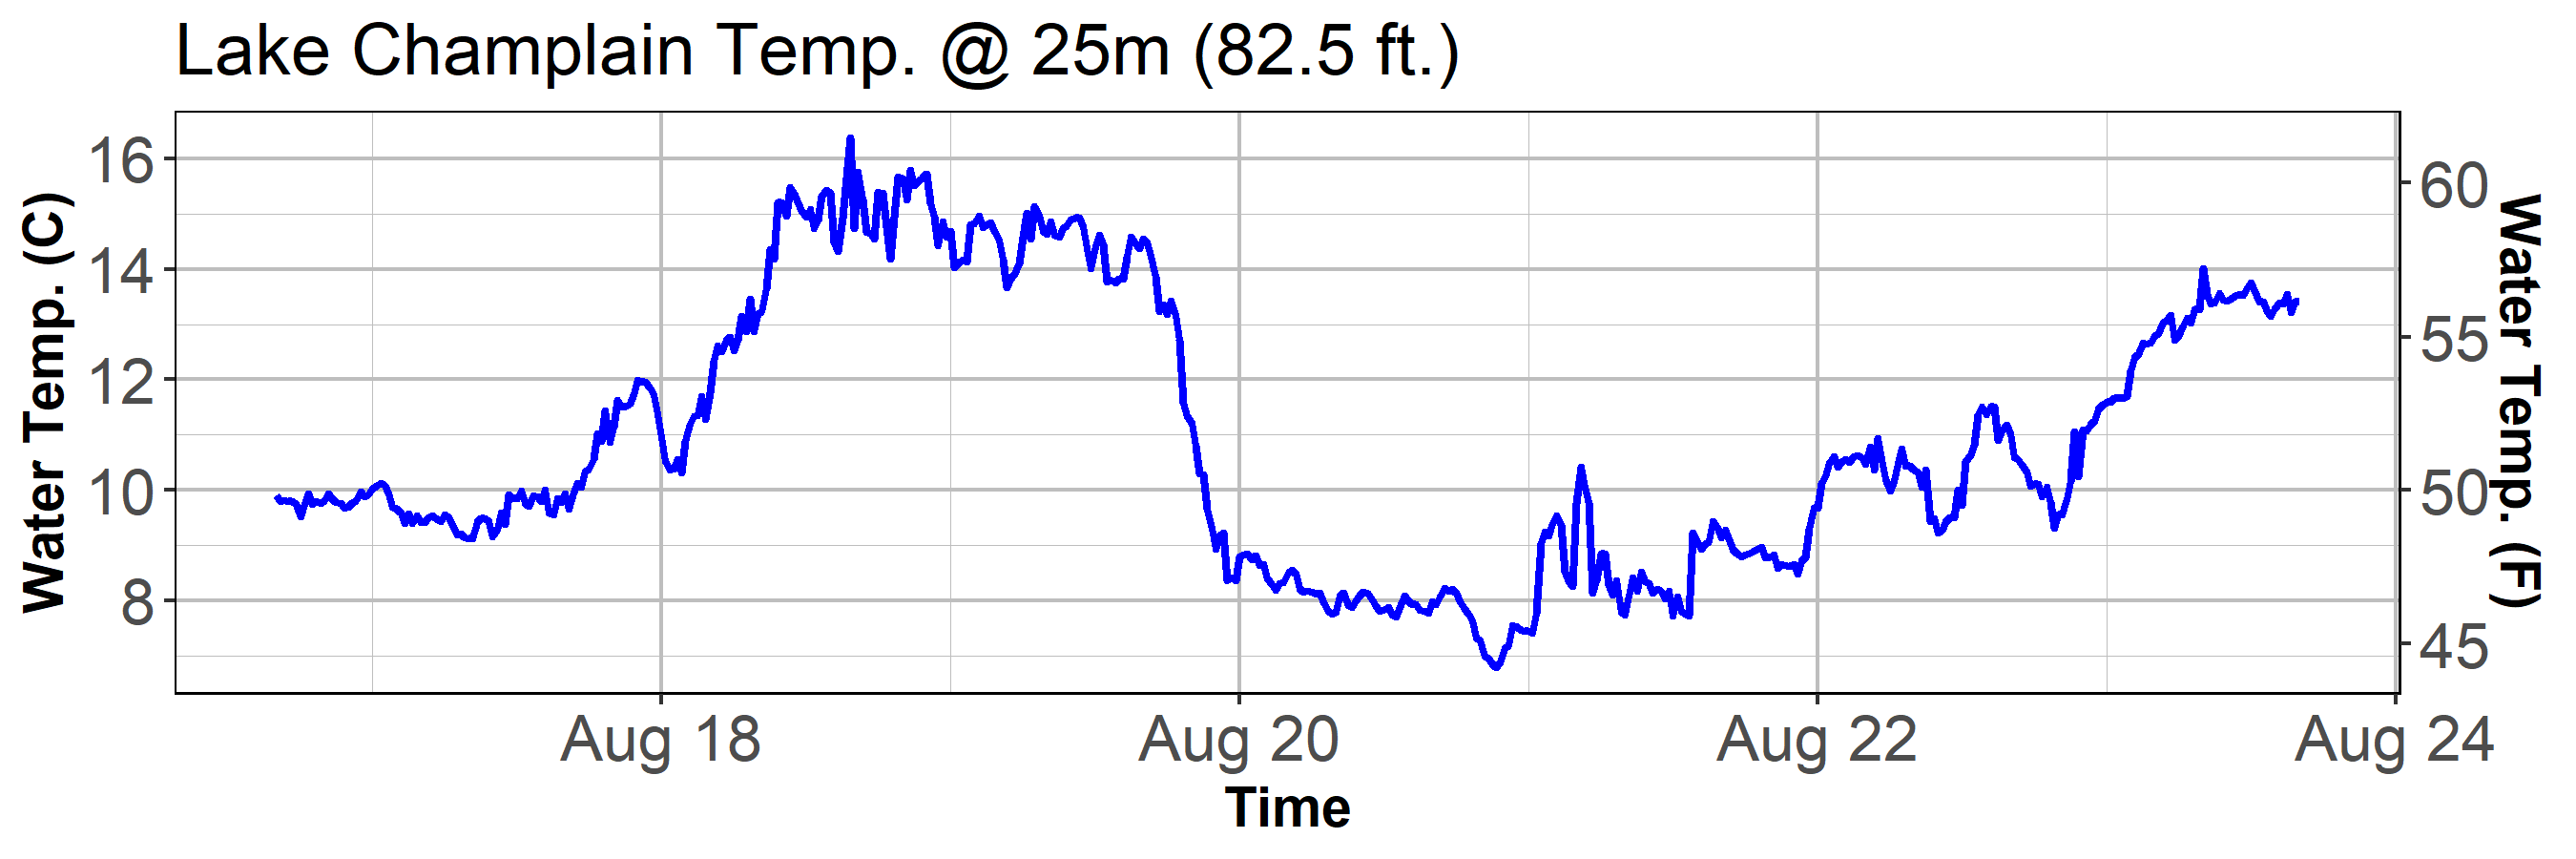 Lake Champlain Temp. @ 25m (82.5 ft.)
Water Temp. (C)
16
14
12
10
8
60
55
50
45
Water Temp. (F)
Aug 18
Aug 20
Aug 22
Aug 24
Time